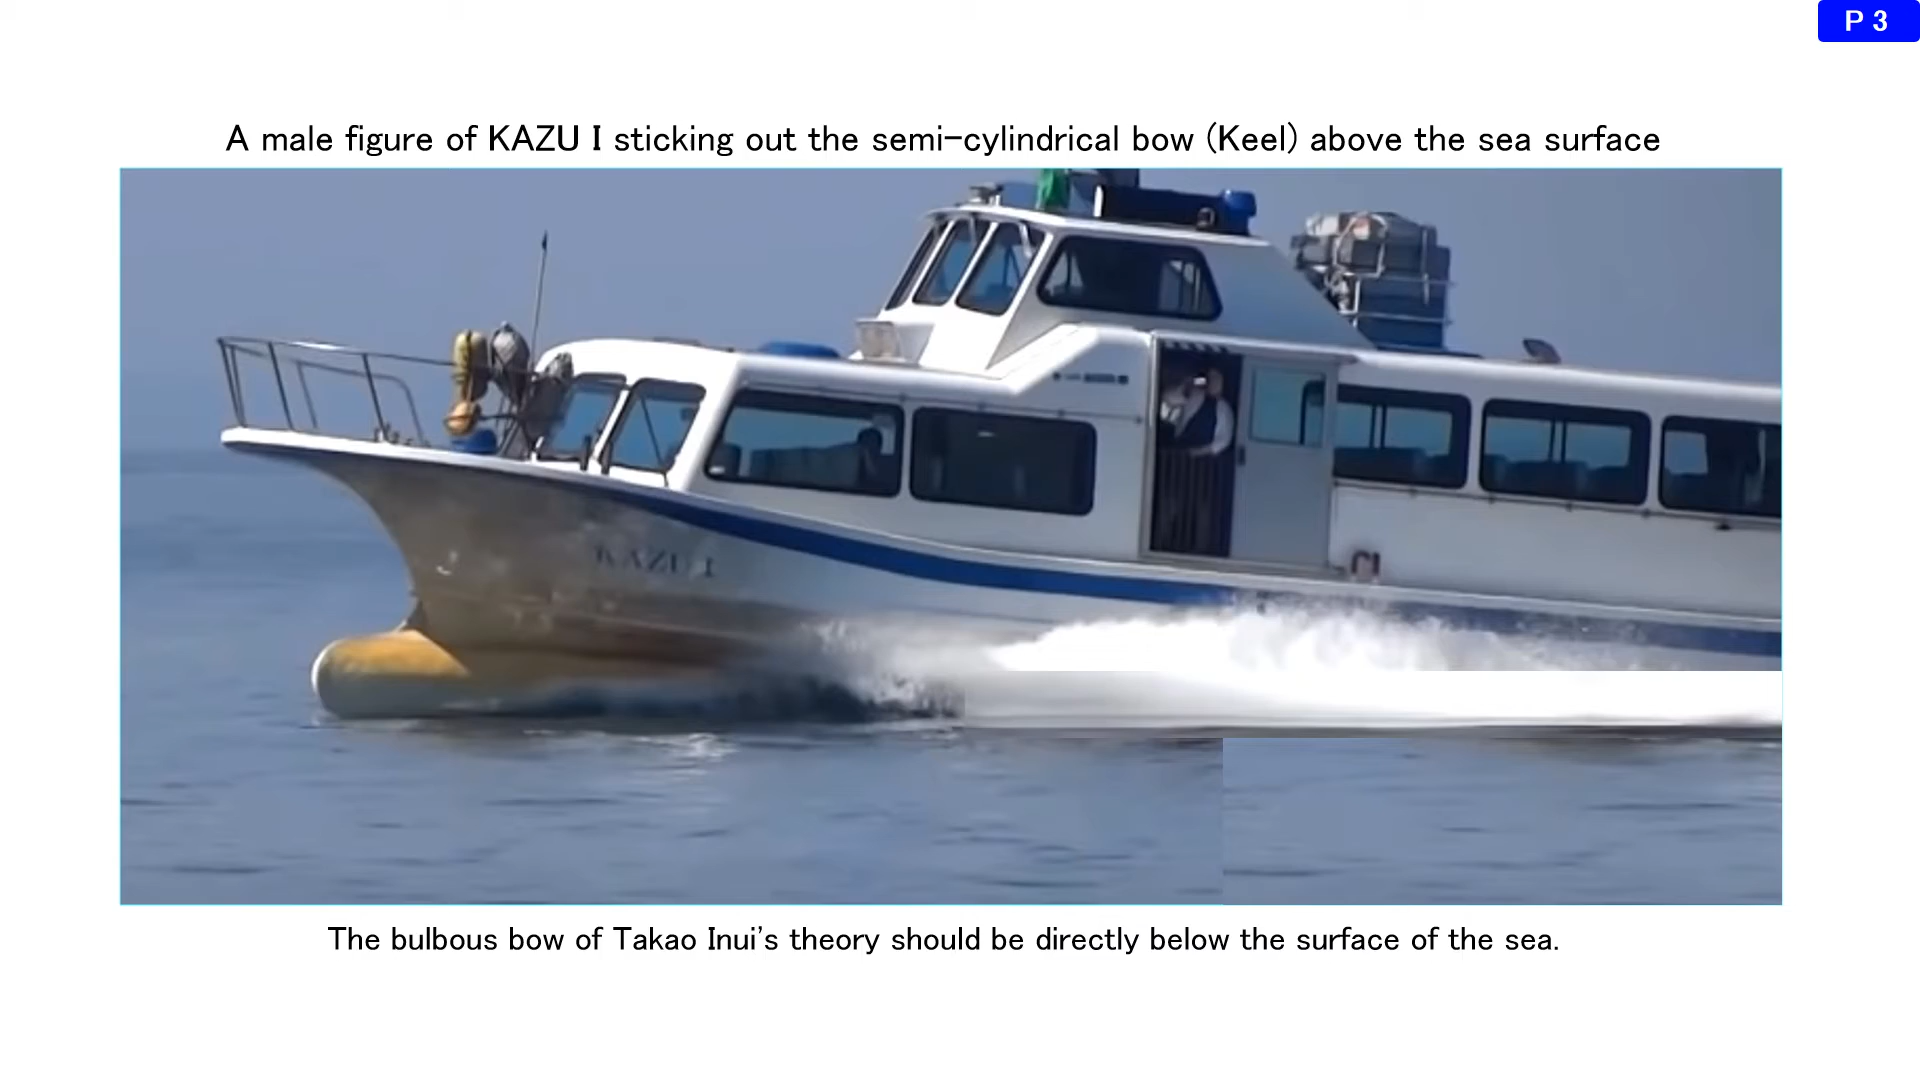 P 3
A male figure of KAZU I sticking out the semi-cylindrical bow (Keel) above the sea surface
KAZU I
The bulbous bow of Takao Inui's theory should be directly below the surface of the sea.